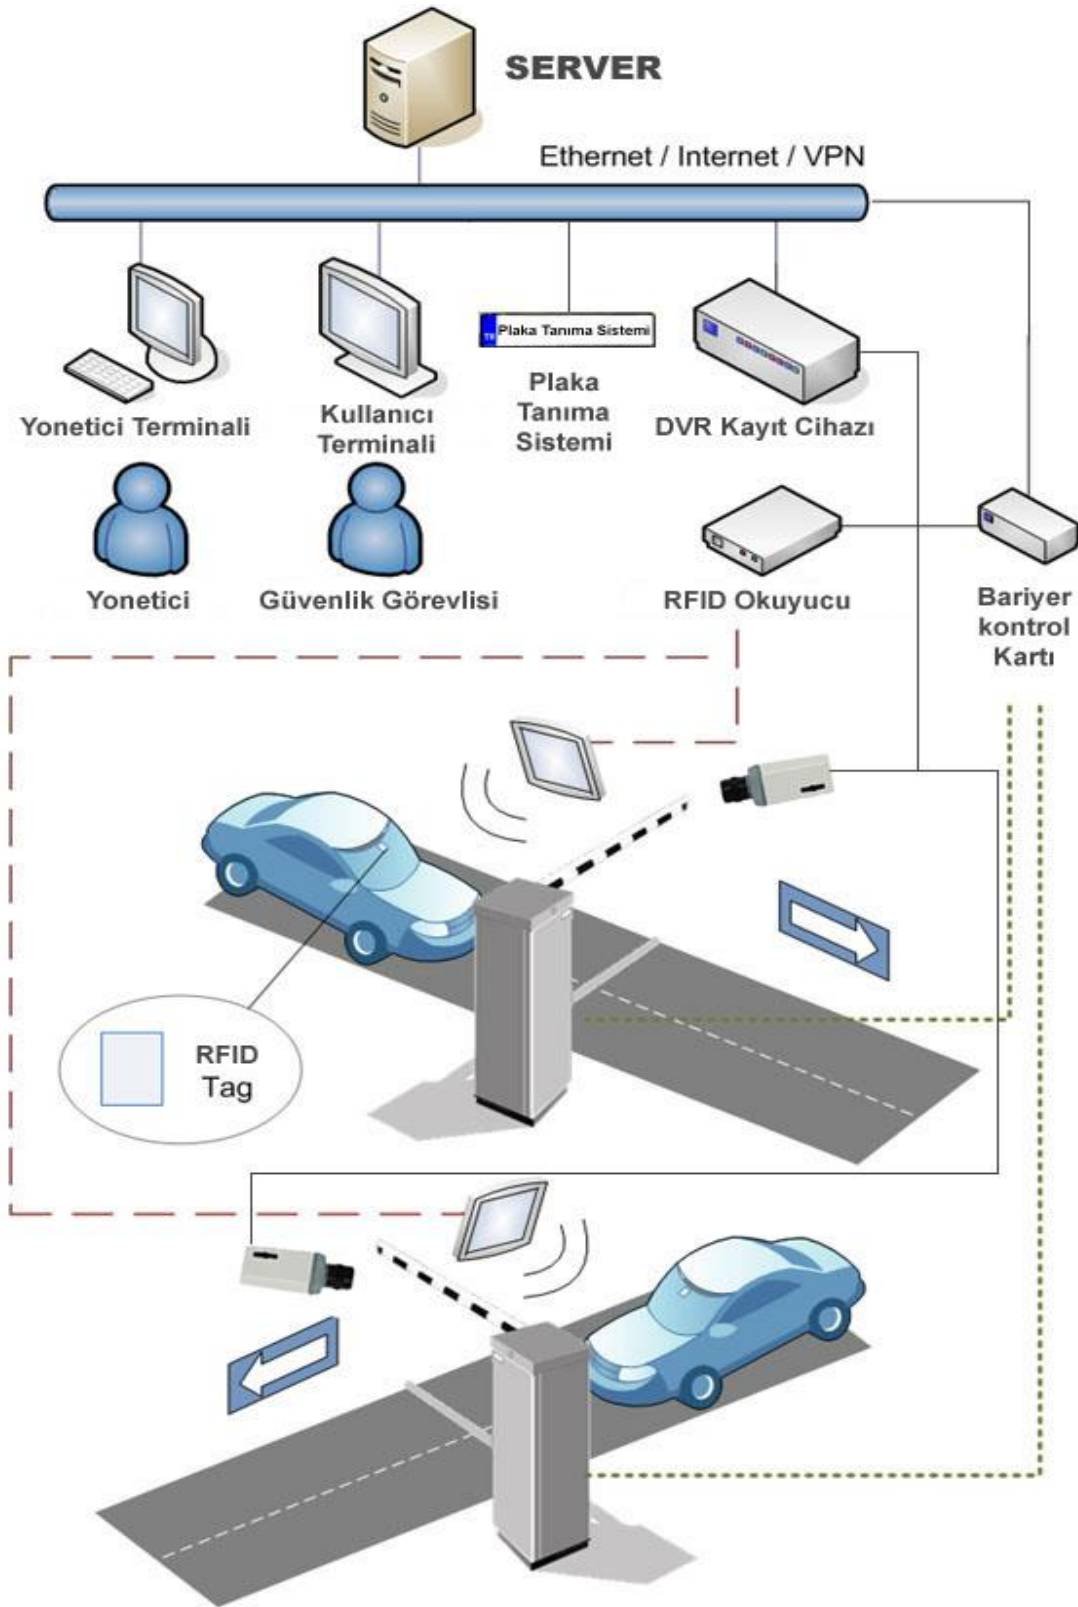 SERVER
Ethernet / Internet / VPN
TR
Plaka Tanıma Sistemi
Yonetici Terminali
Kullanıcı
Terminali
Plaka
Tanıma
Sistemi
DVR Kayıt Cihazı
Yonetici
Güvenlik Görevlisi
RFID Okuyucu
Bariyer
kontrol
Kartı
RFID
Tag